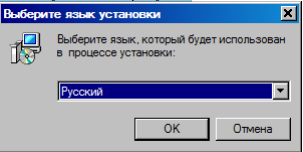 Выберите язык установки
Выберите язык, который будет использован
в процессе установки:
Русский
OK
Отмена